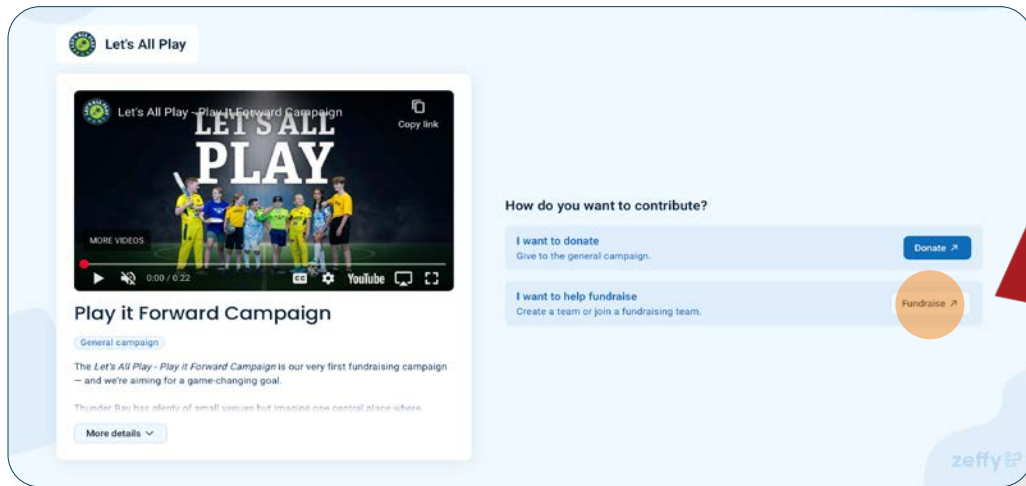 Let's All Play
Let's All Play - Play It Forward Campaign
Copy link
LET'S ALL
PLAY
MORE VIDEOS
0:00 / 0:22
CC
YouTube
Play it Forward Campaign
General campaign
The Let's All Play - Play it Forward Campaign is our very first fundraising campaign
— and we're aiming for a game-changing goal.
Thunder Bay has plenty of small venues but imagine one central place where,
More details
How do you want to contribute?
I want to donate
Give to the general campaign.
Donate ↗
I want to help fundraise
Create a team or join a fundraising team.
Fundraise ↗
zeffy